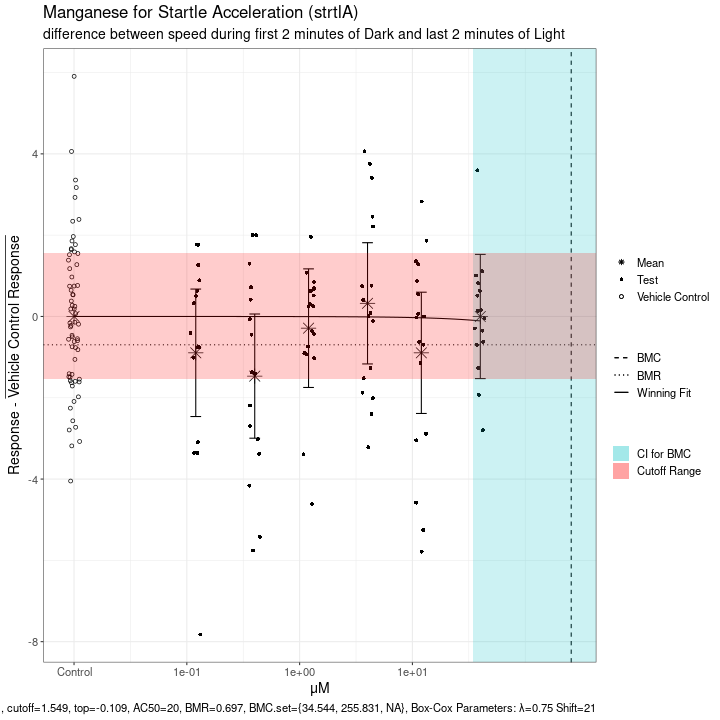 Manganese for Startle Acceleration (strtlA)
difference between speed during first 2 minutes of Dark and last 2 minutes of Light
Response - Vehicle Control Response
4
0
-4
-8
Control
1e-01
1e+00
1e+01
µM
Mean
Test
Vehicle Control
BMC
BMR
Winning Fit
CI for BMC
Cutoff Range
, cutoff=1.549, top=-0.109, AC50=20, BMR=0.697, BMC.set={34.544, 255.831, NA}, Box-Cox Parameters: λ=0.75 Shift=21